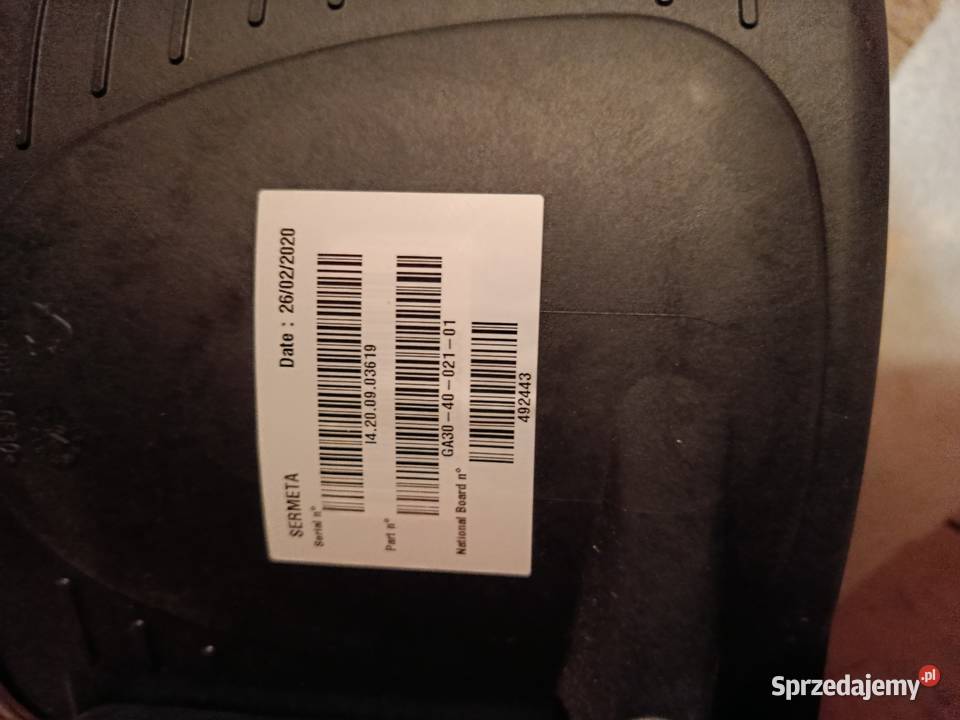 SERMETA Date : 26/02/2020
Serial n°
I4.20.09.03619
Part n°
GA30-40-021-01
National Board n°
492443
Sprzedajemy.pl